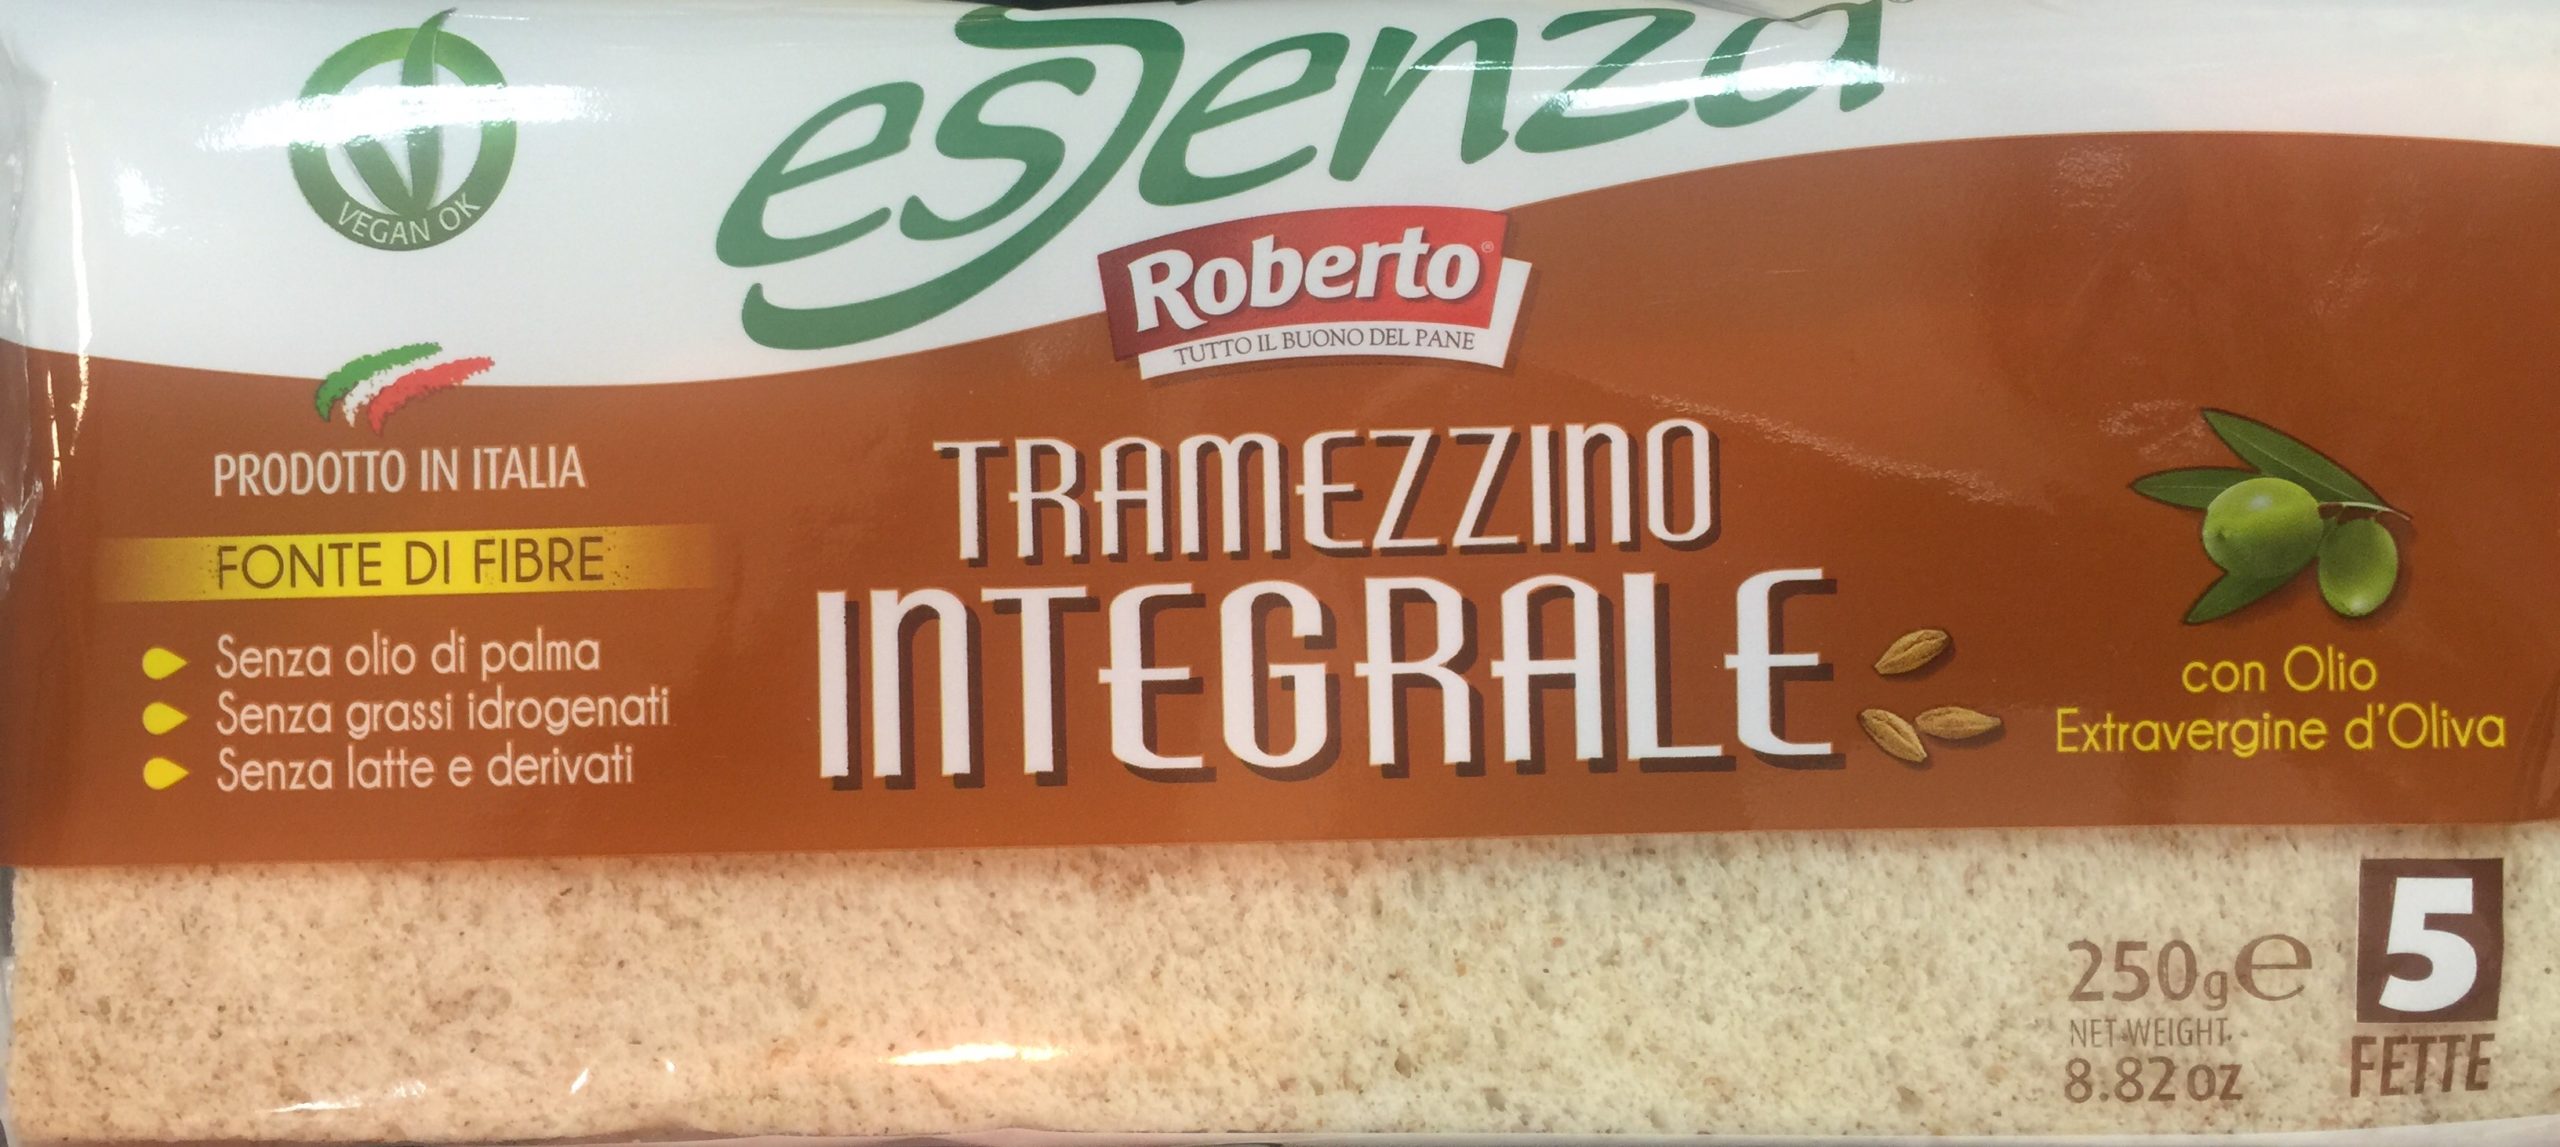 essenza
VEGAN OK
Roberto®
TUTTO IL BUONO DEL PANE
PRODOTTO IN ITALIA
FONTE DI FIBRE
Senza olio di palma
Senza grassi idrogenati
Senza latte e derivati
TRAMEZZINO
INTEGRALE
con Olio
Extravergine d'Oliva
250g e
NET WEIGHT
8.82 oz
5
FETTE